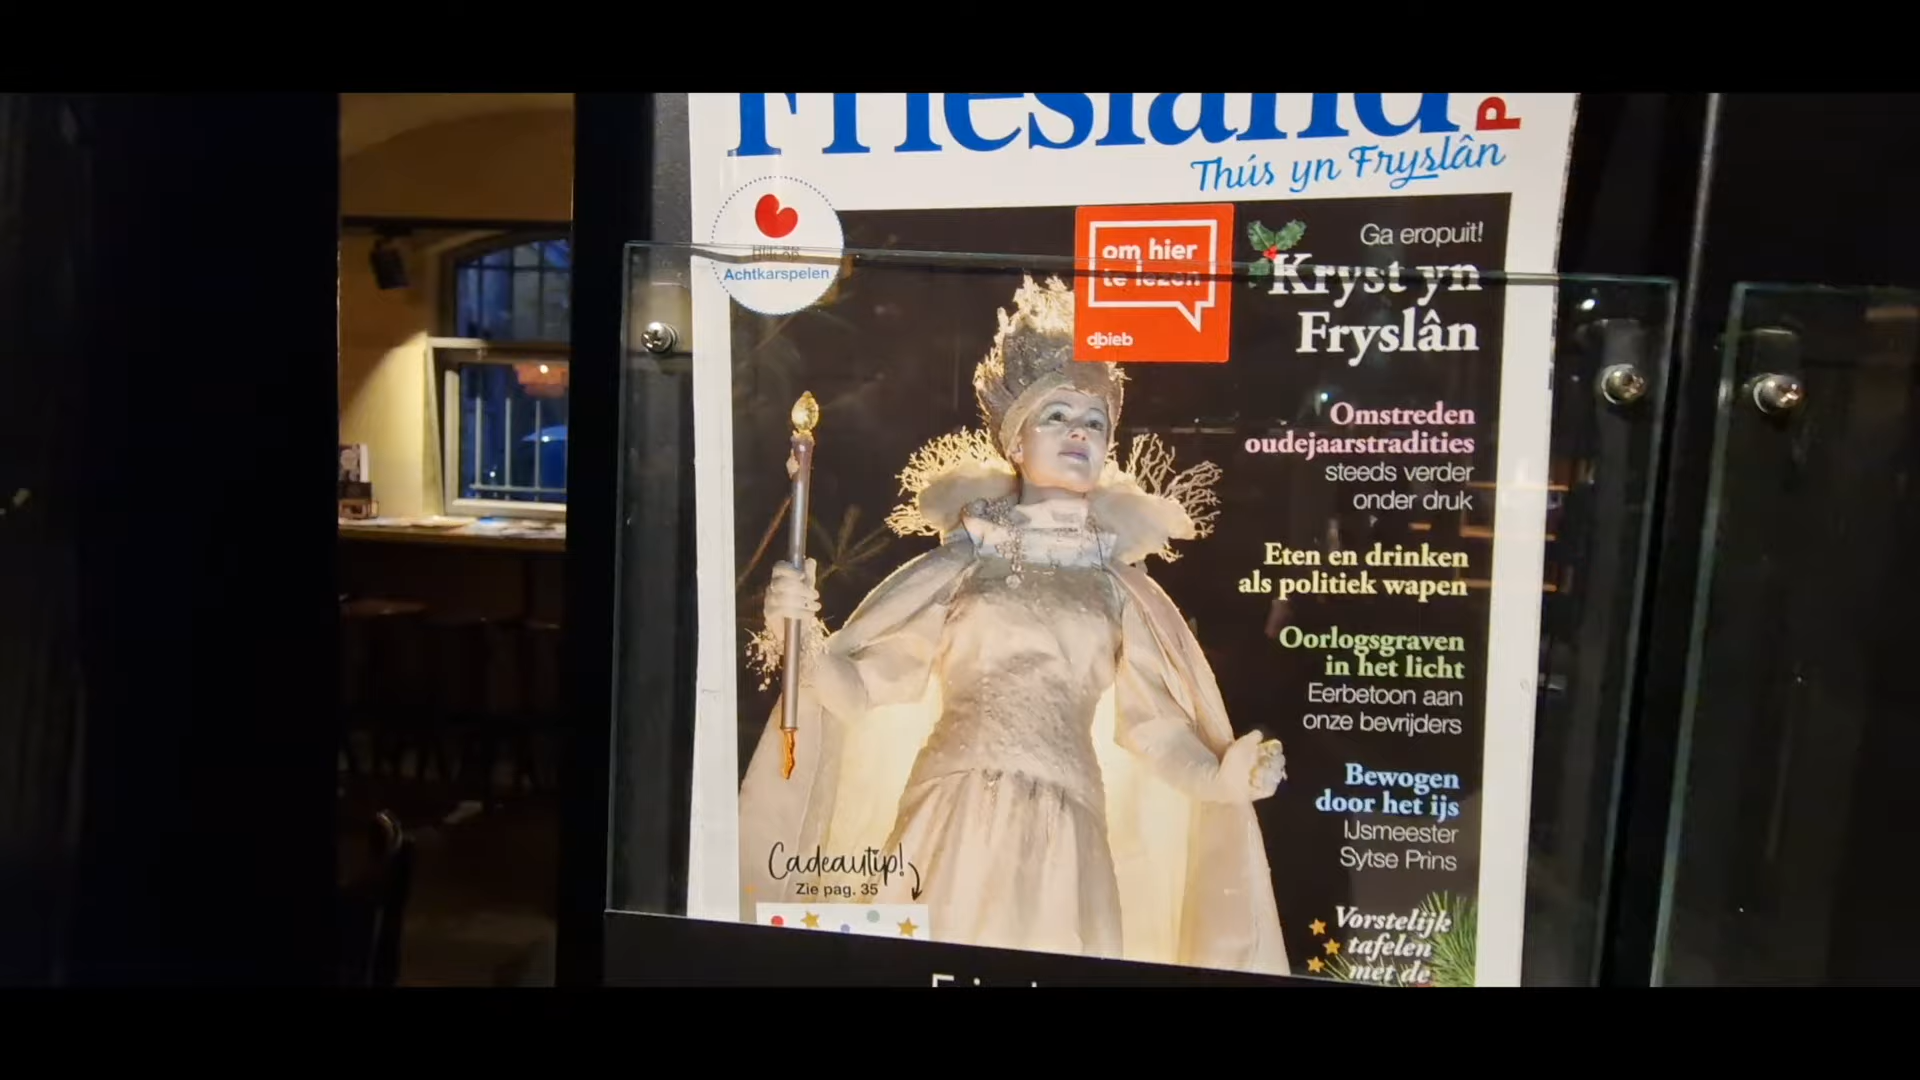 Friesland
P
Thús yn Fryslân
Achtkarspelen
om hier
te lezen
dbieb
Ga eropuit!
Kryst yn
Fryslân
Omstreden
oudejaarstradities
steeds verder
onder druk
Eten en drinken
als politiek wapen
Oorlogsgraven
in het licht
Eerbetoon aan
onze bevrijders
Bewogen
door het ijs
IJsmeester
Sytse Prins
Cadeautip!
Zie pag. 35
Vorstelijk
tafelen
met de